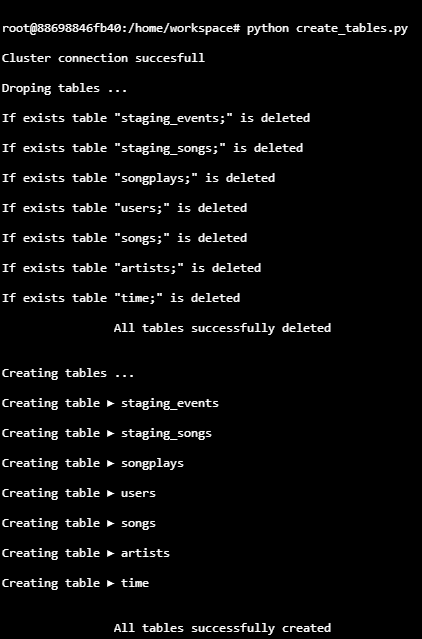 root@88698846fb40:/home/workspace# python create_tables.py
Cluster connection succesfull
Droping tables ...
If exists table "staging_events;" is deleted
If exists table "staging_songs;" is deleted
If exists table "songplays;" is deleted
If exists table "users;" is deleted
If exists table "songs;" is deleted
If exists table "artists;" is deleted
If exists table "time;" is deleted
All tables successfully deleted
Creating tables ...
Creating table ► staging_events
Creating table ► staging_songs
Creating table ► songplays
Creating table ► users
Creating table ► songs
Creating table ► artists
Creating table ► time
All tables successfully created